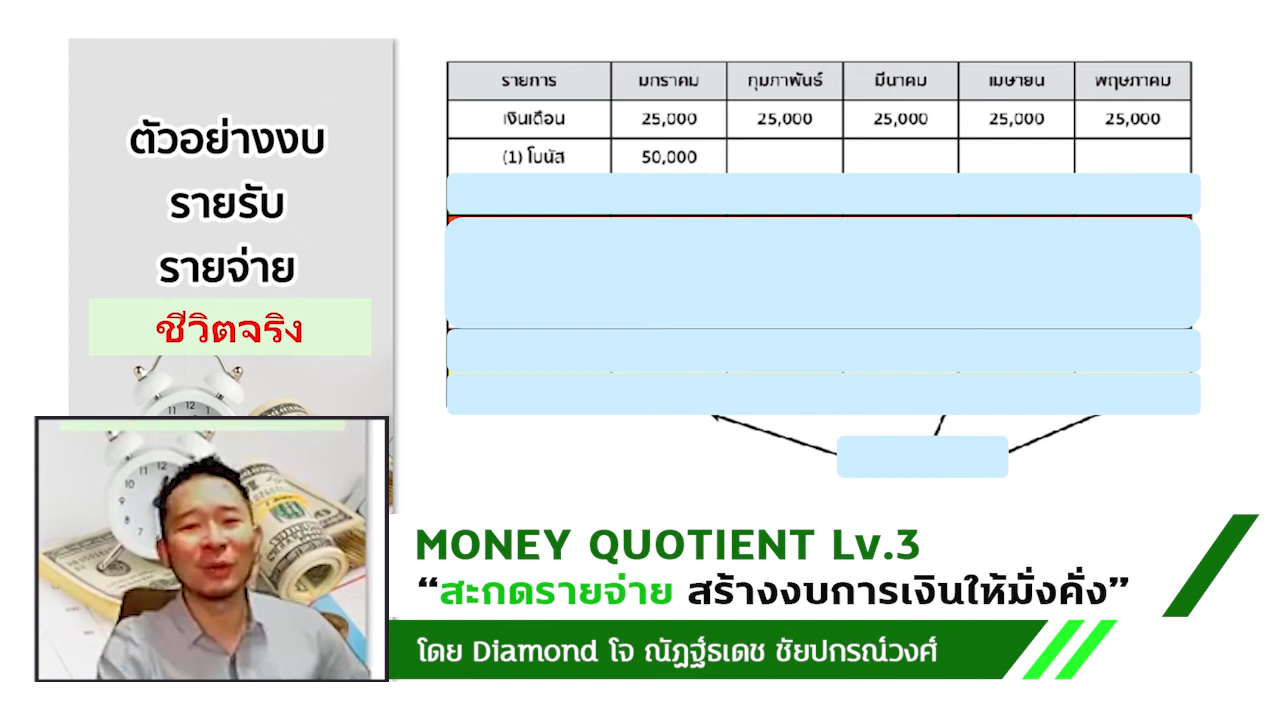 ตัวอย่างงบ
รายรับ
รายจ่าย
ชีวิตจริง
รายการ มกราคม กุมภาพันธ์ มีนาคม เมษายน พฤษภาคม
เงินเดือน 25,000 25,000 25,000 25,000 25,000
(1) โบนัส 50,000
MONEY QUOTIENT Lv.3
“สะกดรายจ่าย สร้างงบการเงินให้มั่งคั่ง”
โดย Diamond โจ ณัฏฐ์ธเดช ชัยปกรณ์วงศ์